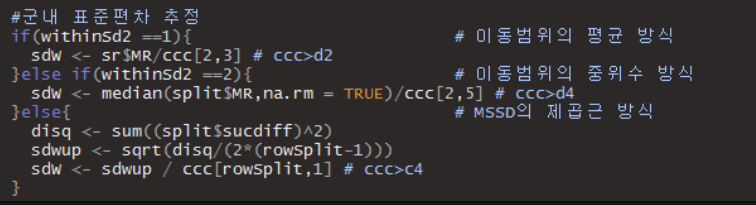 #군내 표준편차 추정
if(withinSd2 ==1){ # 이동범위의 평균 방식
sdw <- sr$MR/ccc[2,3] # ccc>d2
}else if(withinSd2 ==2){ # 이동범위의 중위수 방식
sdw <- median(split$MR,na.rm = TRUE)/ccc[2,5] # ccc>d4
}else{ # MSSD의 제곱근 방식
disq <- sum((split$sucdiff)^2)
sdwup <- sqrt(disq/(2*(rowSplit-1)))
sdw <- sdwup / ccc[rowSplit,1] # ccc>c4
}